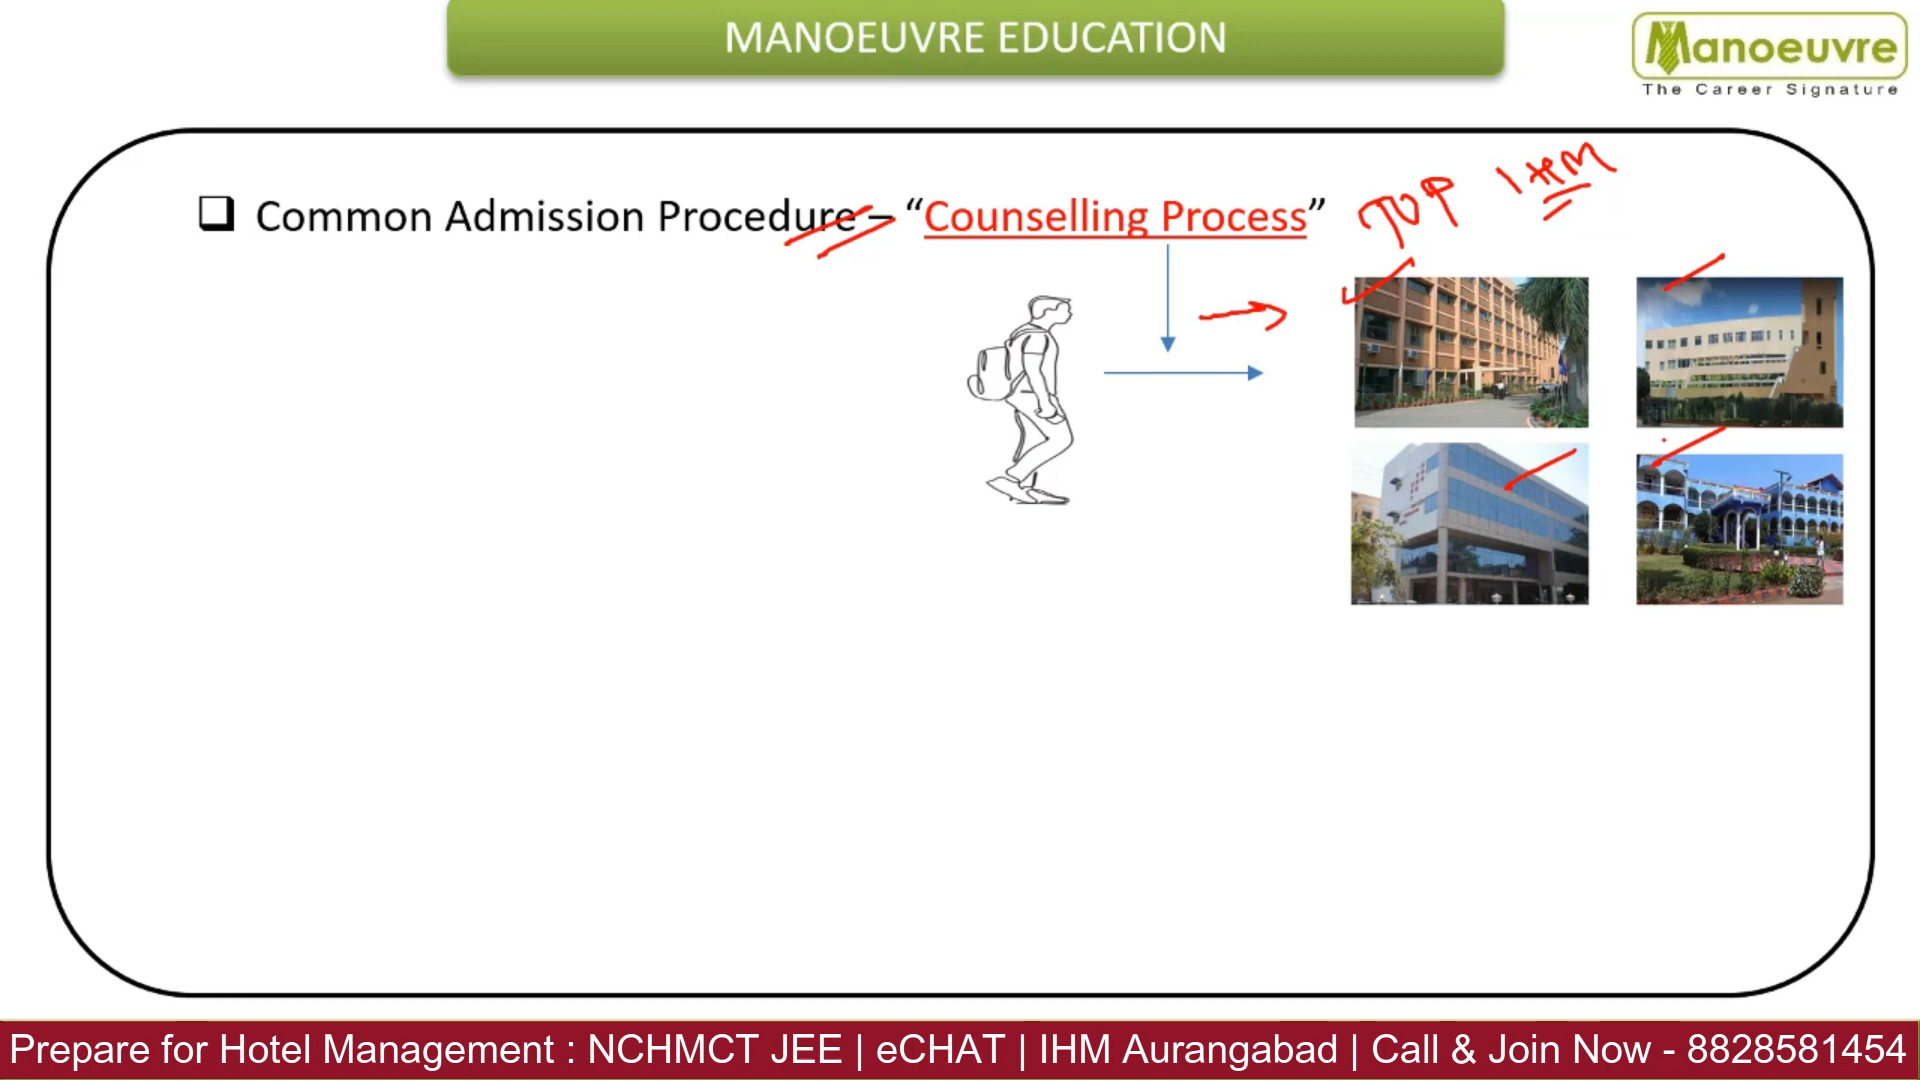 MANOEUVRE EDUCATION
Manoeuvre
The Career Signature
❑ Common Admission Procedure – “Counselling Process”
TOP IHM
Prepare for Hotel Management : NCHMCT JEE | eCHAT | IHM Aurangabad | Call & Join Now - 8828581454